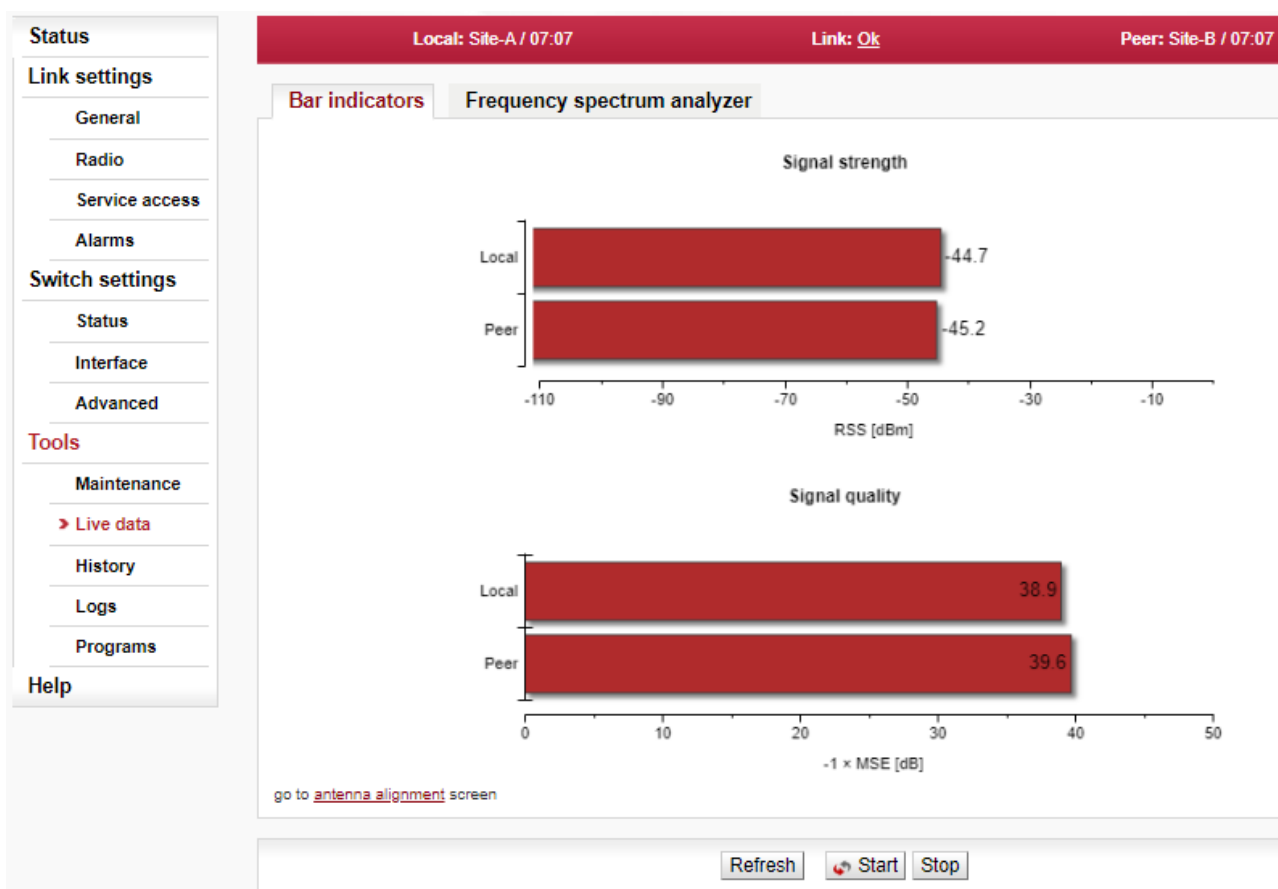 Status
Link settings
General
Radio
Service access
Alarms
Switch settings
Status
Interface
Advanced
Tools
Maintenance
Live data
History
Logs
Programs
Help
Local: Site-A / 07:07 Link: Ok Peer: Site-B / 07:07
Bar indicators Frequency spectrum analyzer
Signal strength
Local -44.7
Peer -45.2
-110 -90 -70 -50 -30 -10
RSS [dBm]
Signal quality
Local 38.9
Peer 39.6
0 10 20 30 40 50
-1 × MSE [dB]
go to antenna alignment screen
Refresh Start Stop